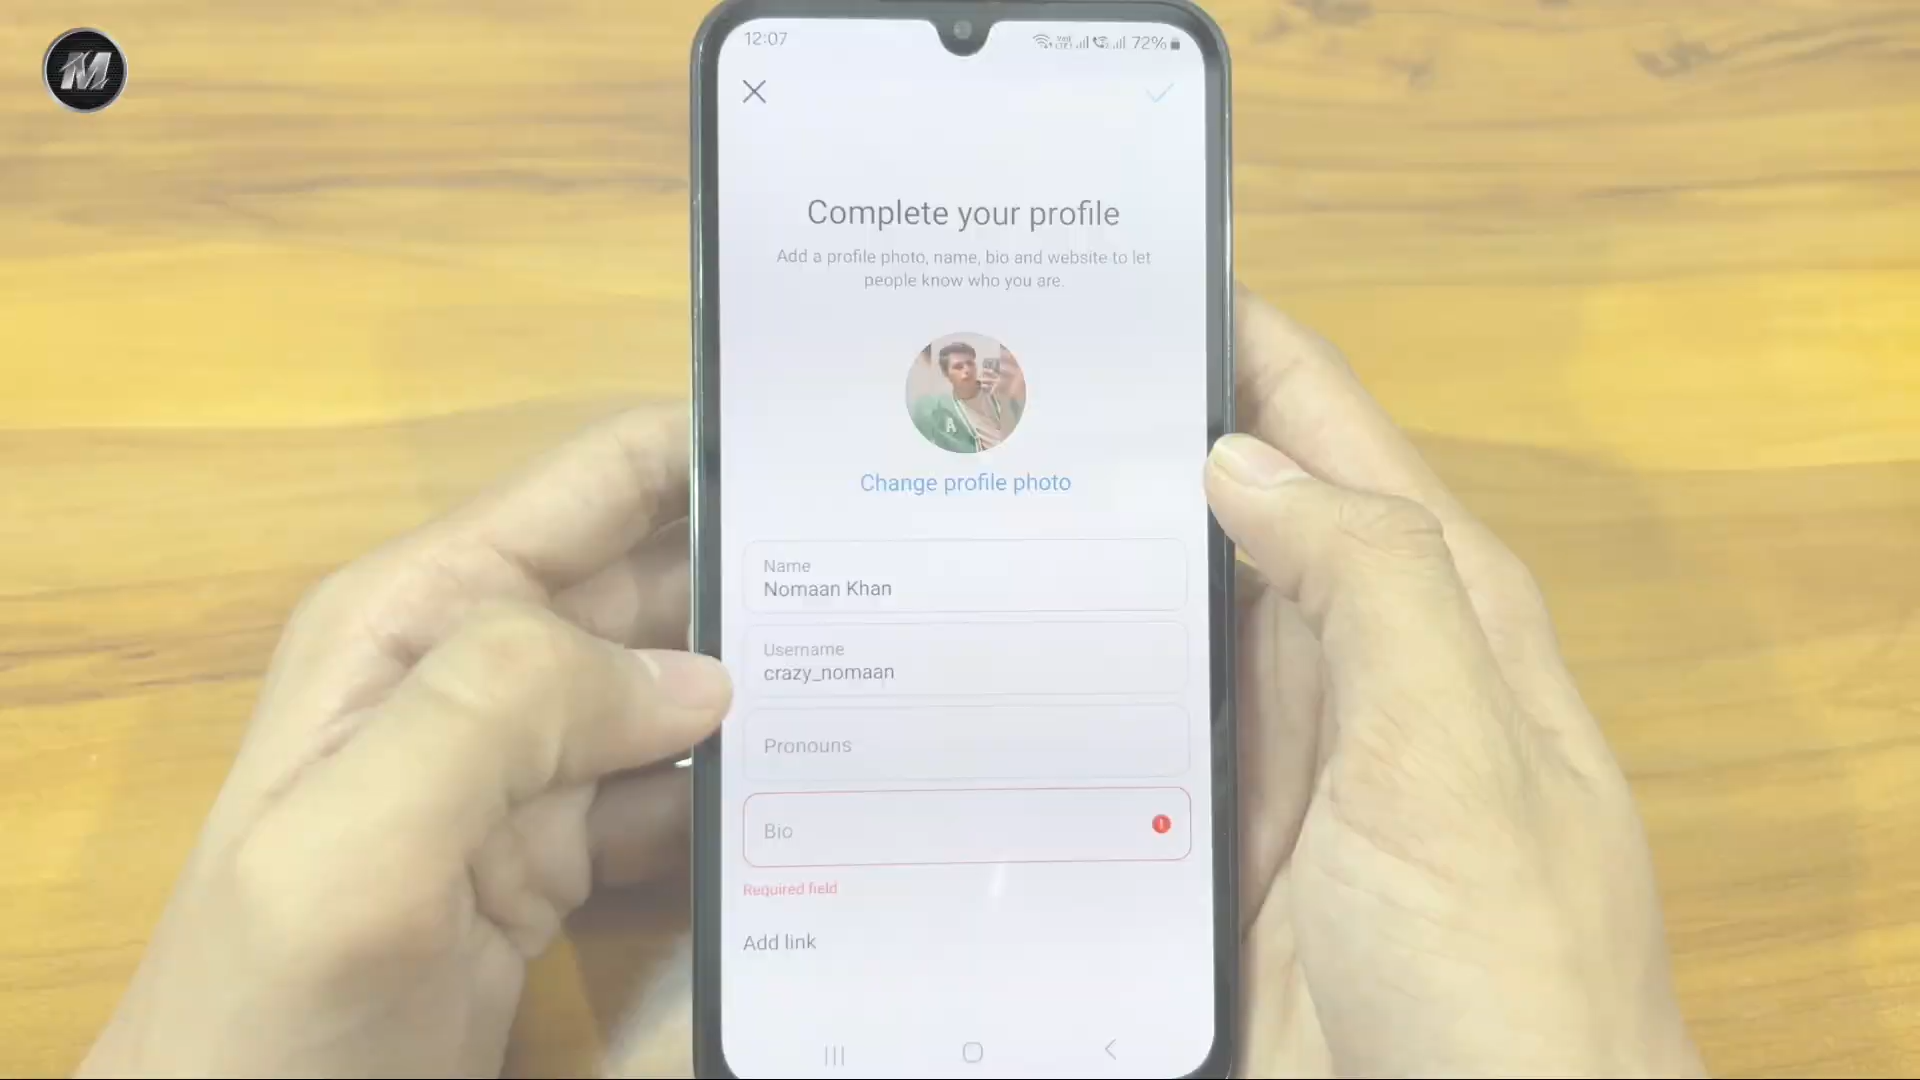 M
12:07
72%
Complete your profile
Add a profile photo, name, bio and website to let
people know who you are.
A
Change profile photo
Name
Nomaan Khan
Username
crazy_nomaan
Pronouns
Bio
Required field
Add link